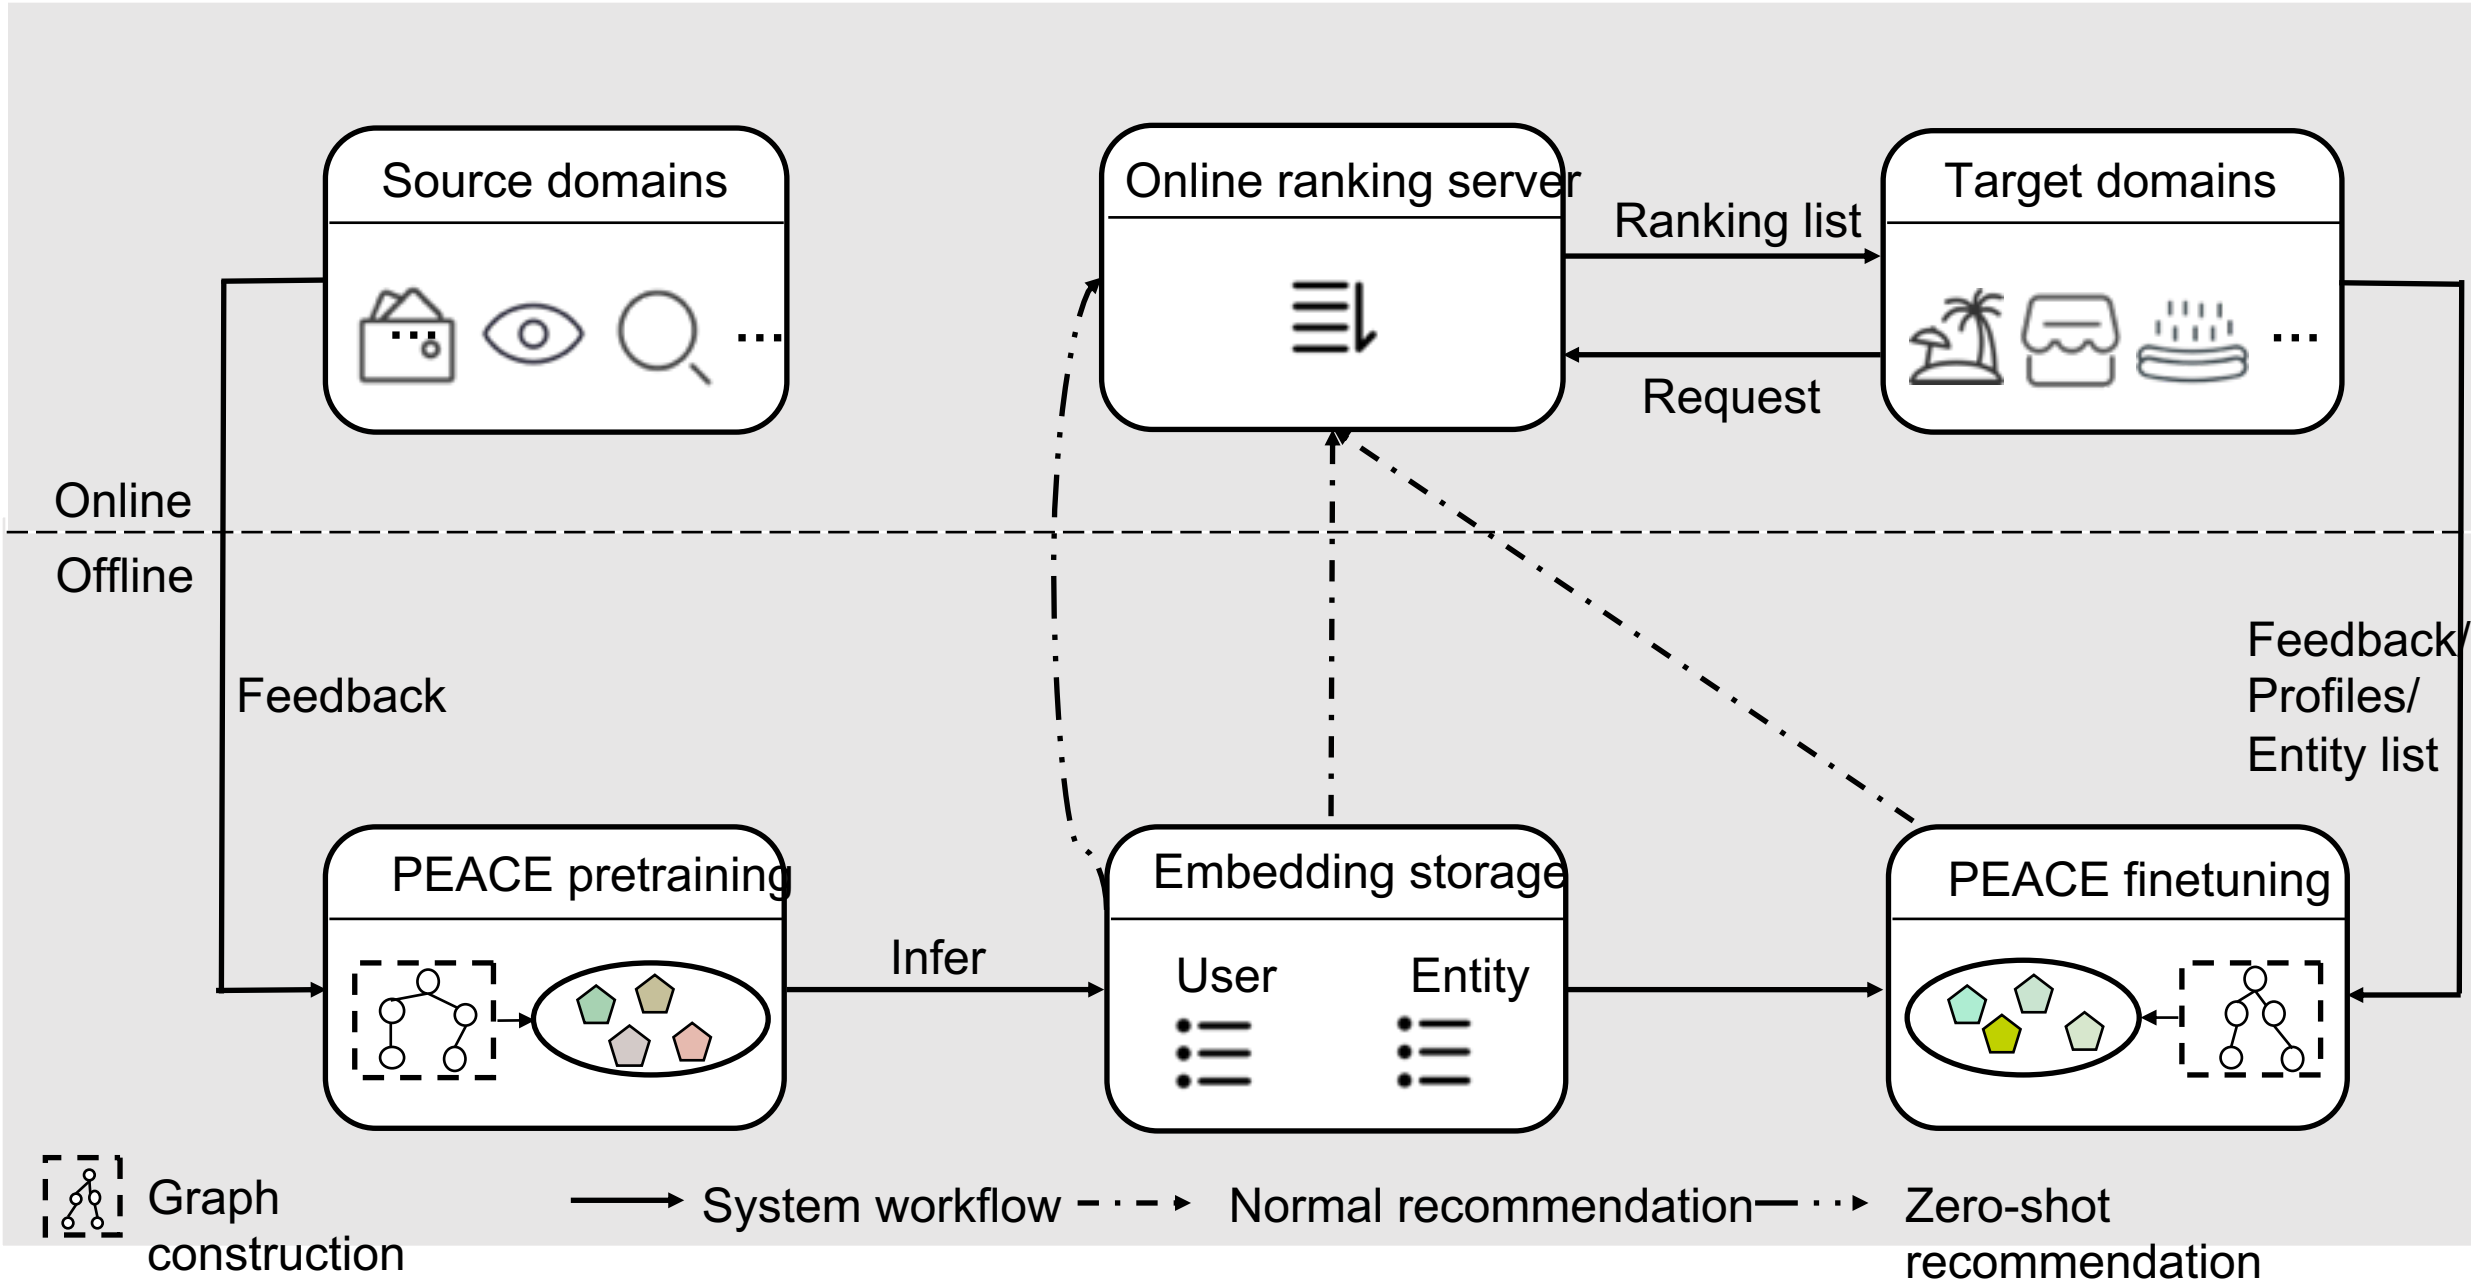 Source domains
Online ranking server
Target domains
Ranking list
...
...
...
Request
Online
Offline
Feedback
Feedback/
Profiles/
Entity list
PEACE pretraining
Embedding storage
PEACE finetuning
Infer
User
Entity
Graph
construction
System workflow
Normal recommendation
Zero-shot
recommendation